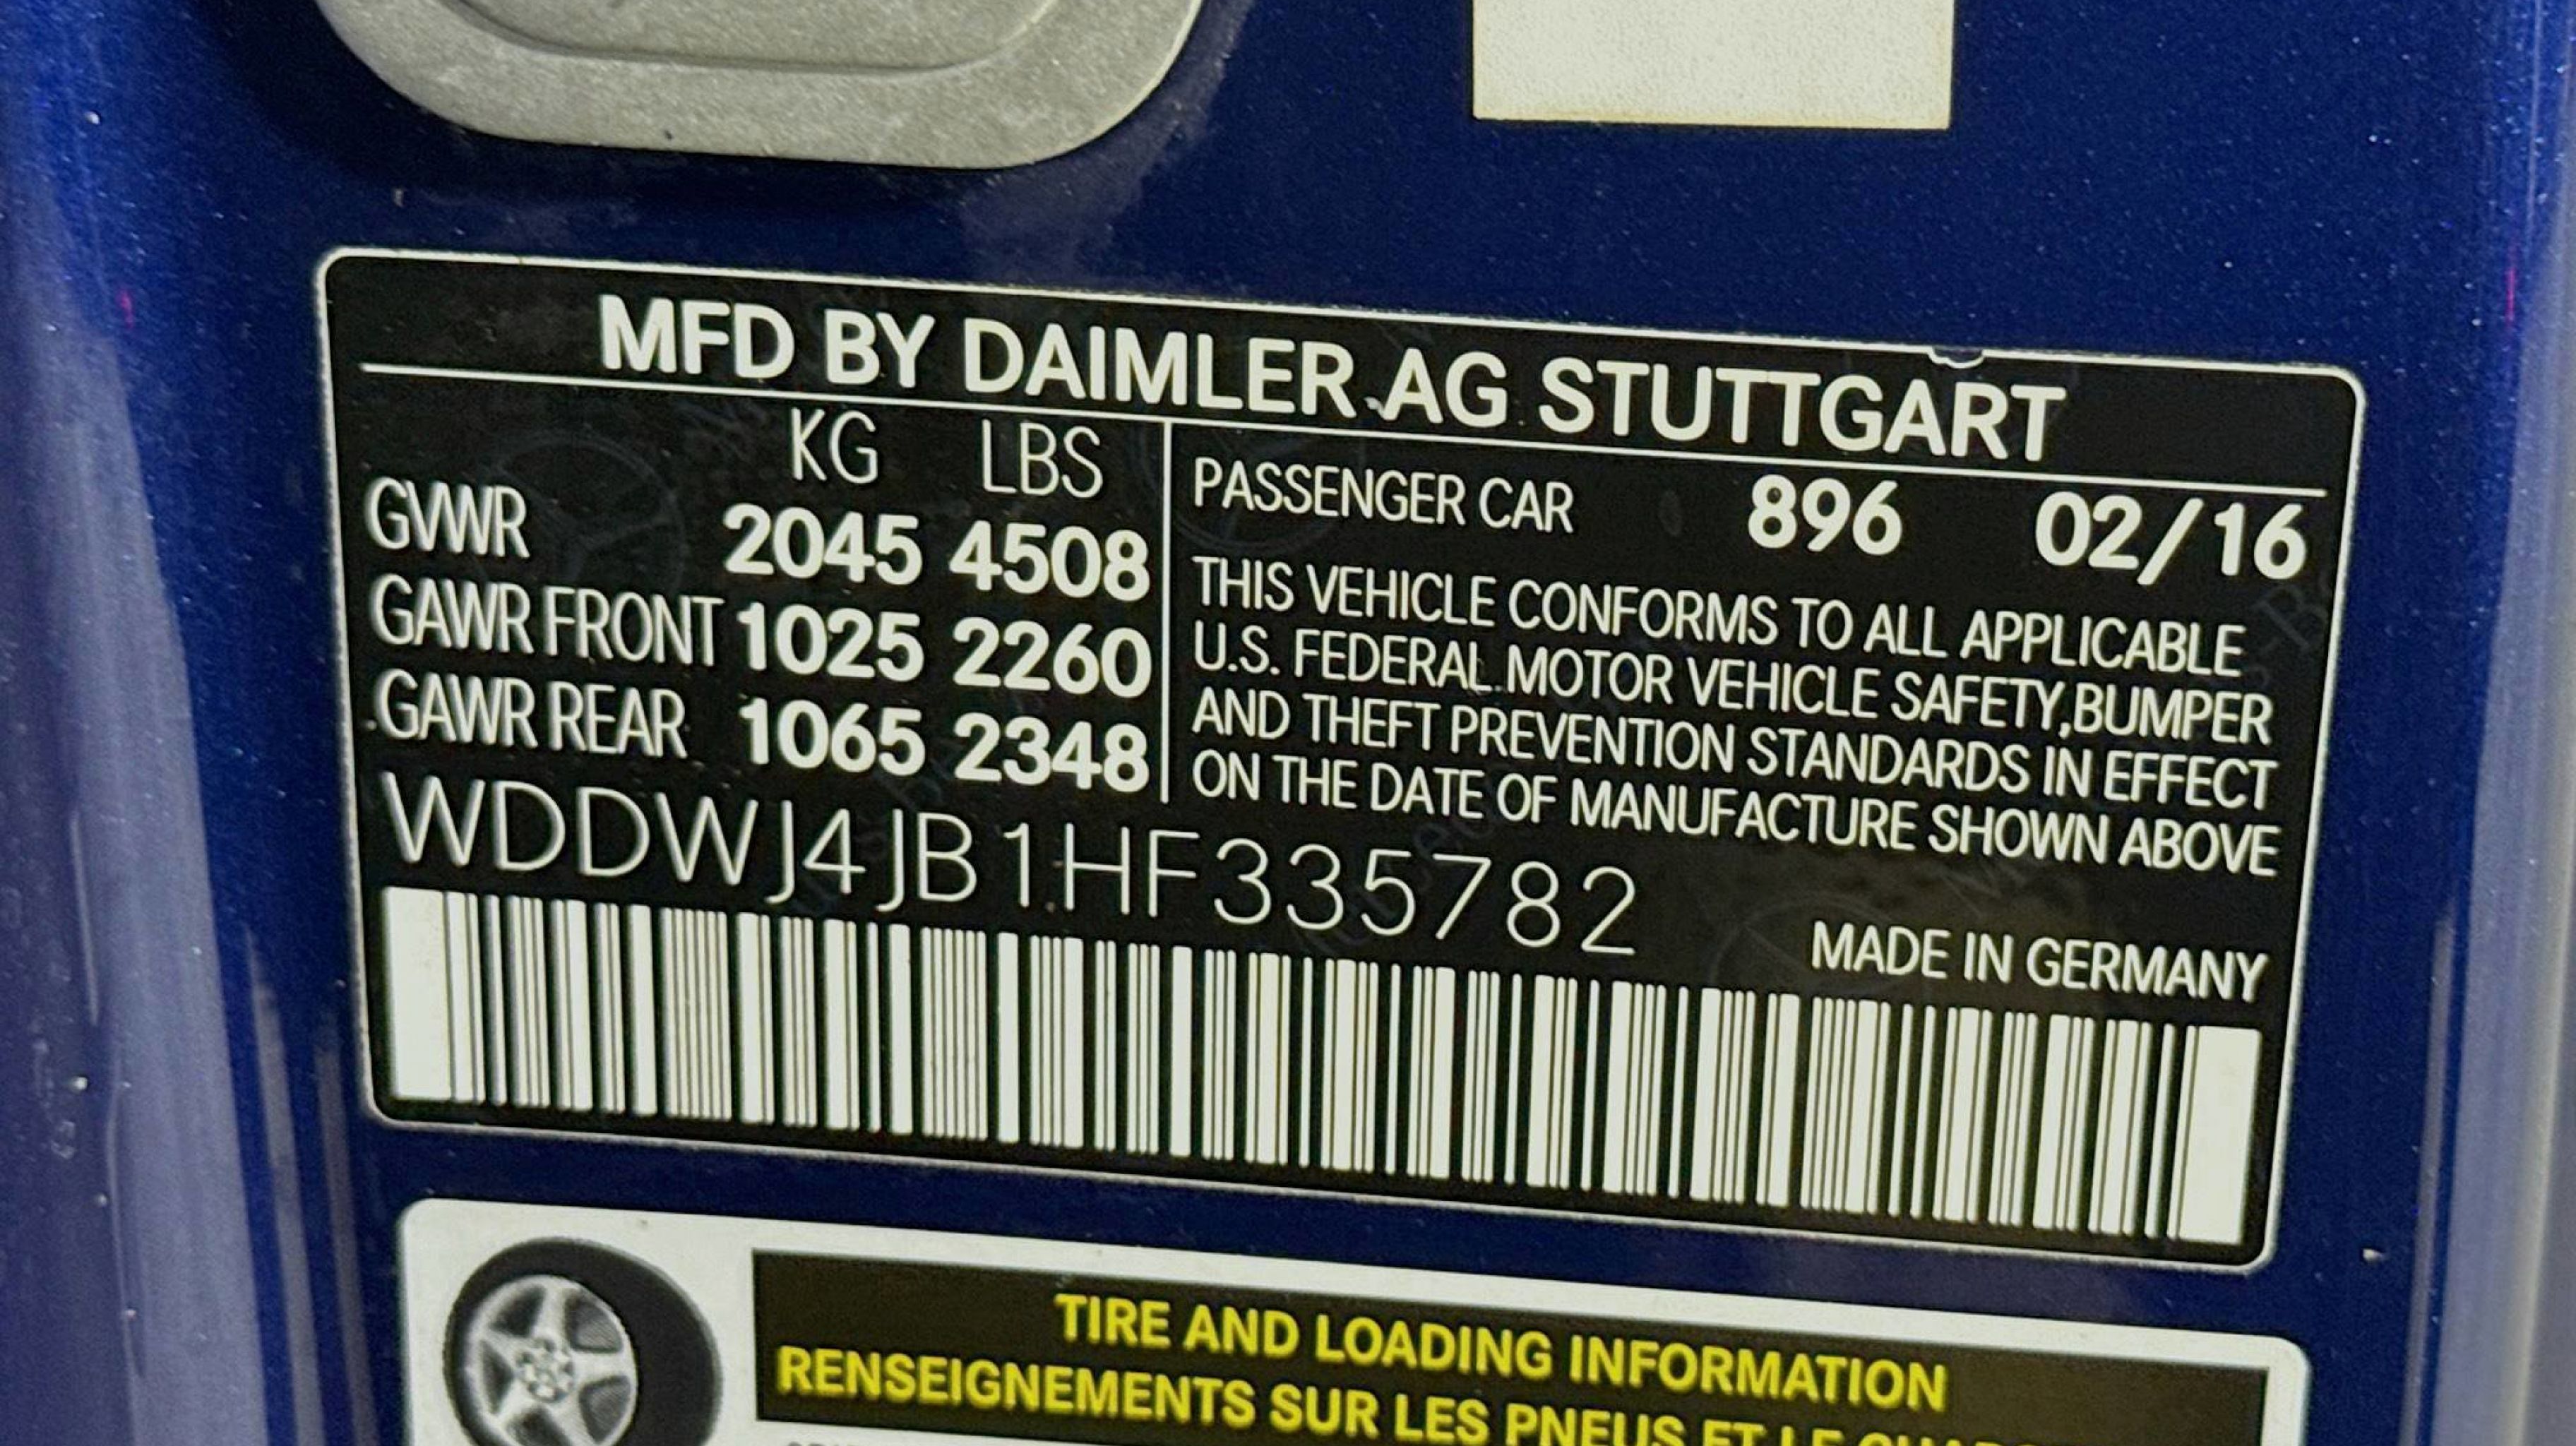 MFD BY DAIMLER AG STUTTGART
KG LBS
GVWR 2045 4508
GAWR FRONT 1025 2260
GAWR REAR 1065 2348
PASSENGER CAR 896 02/16
THIS VEHICLE CONFORMS TO ALL APPLICABLE
U.S. FEDERAL MOTOR VEHICLE SAFETY,BUMPER
AND THEFT PREVENTION STANDARDS IN EFFECT
ON THE DATE OF MANUFACTURE SHOWN ABOVE
WDDWJ4JB1HF335782
MADE IN GERMANY
TIRE AND LOADING INFORMATION
RENSEIGNEMENTS SUR LES PNEUS ET LE